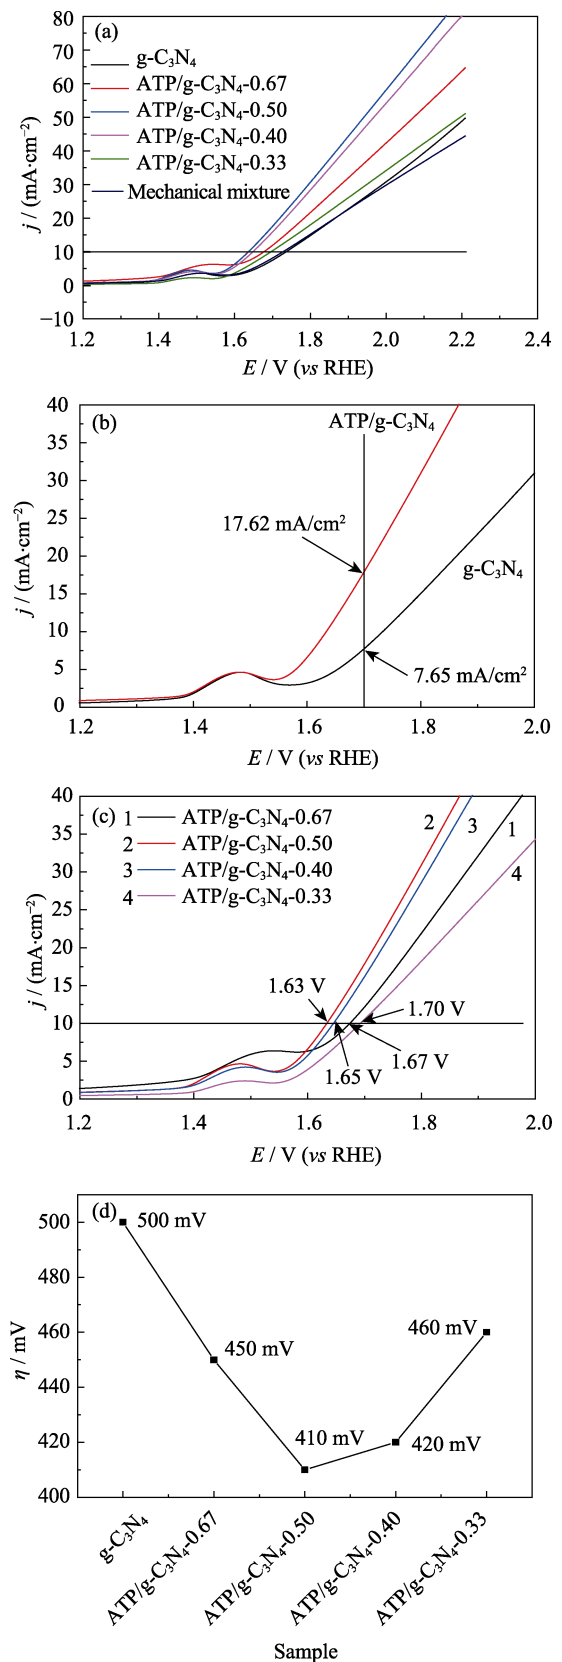 (a)
80
70
60
50
40
30
20
10
0
−10
j / (mA·cm⁻²)
g-C₃N₄
ATP/g-C₃N₄-0.67
ATP/g-C₃N₄-0.50
ATP/g-C₃N₄-0.40
ATP/g-C₃N₄-0.33
Mechanical mixture
1.2 1.4 1.6 1.8 2.0 2.2 2.4
E / V (vs RHE)
(b)
40
35
30
25
20
15
10
5
0
j / (mA·cm⁻²)
ATP/g-C₃N₄
17.62 mA/cm²
g-C₃N₄
7.65 mA/cm²
1.2 1.4 1.6 1.8 2.0
E / V (vs RHE)
(c)
40
35
30
25
20
15
10
5
0
j / (mA·cm⁻²)
1 ATP/g-C₃N₄-0.67
2 ATP/g-C₃N₄-0.50
3 ATP/g-C₃N₄-0.40
4 ATP/g-C₃N₄-0.33
2 3 1
4
1.63 V
1.70 V
1.65 V
1.67 V
1.2 1.4 1.6 1.8 2.0
E / V (vs RHE)
(d)
500
480
460
440
420
400
η / mV
500 mV
450 mV
410 mV
420 mV
460 mV
g-C₃N₄
ATP/g-C₃N₄-0.67
ATP/g-C₃N₄-0.50
ATP/g-C₃N₄-0.40
ATP/g-C₃N₄-0.33
Sample